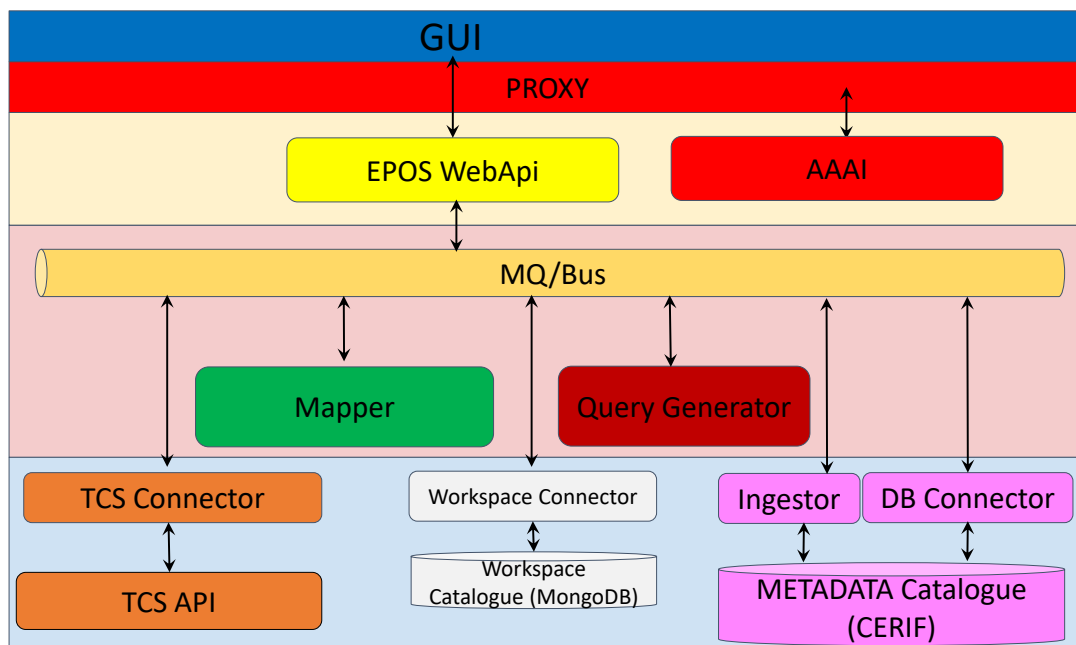 GUI
PROXY
EPOS WebApi
AAAI
MQ/Bus
Mapper
Query Generator
TCS Connector
Workspace Connector
Ingestor
DB Connector
TCS API
Workspace
Catalogue (MongoDB)
METADATA Catalogue
(CERIF)